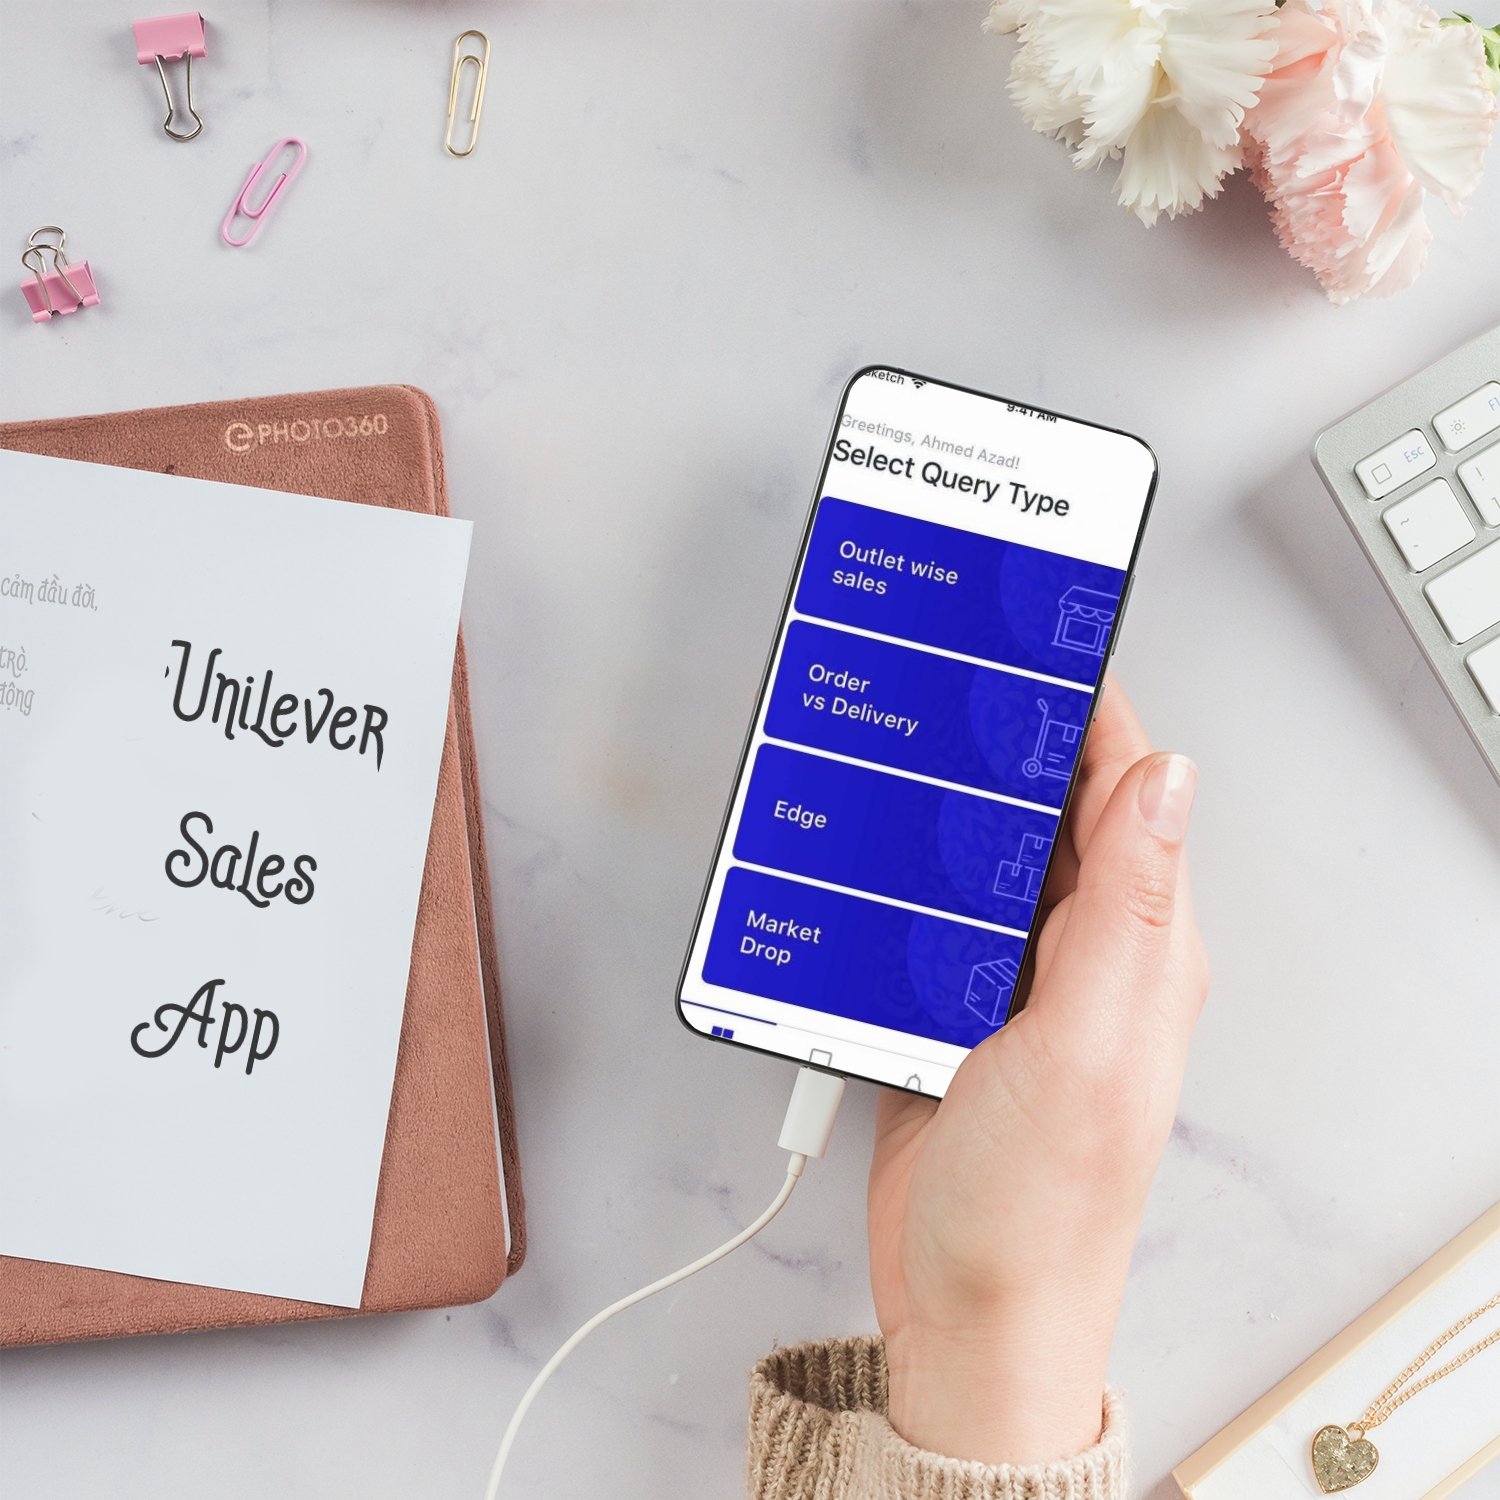 PHOTO360
cảm đầu đời,
trò.
động
Unilever
Sales
App
Sketch
9:41 AM
Greetings, Ahmed Azad!
Select Query Type
Outlet wise
sales
Order
vs Delivery
Edge
Market
Drop
Esc
F1